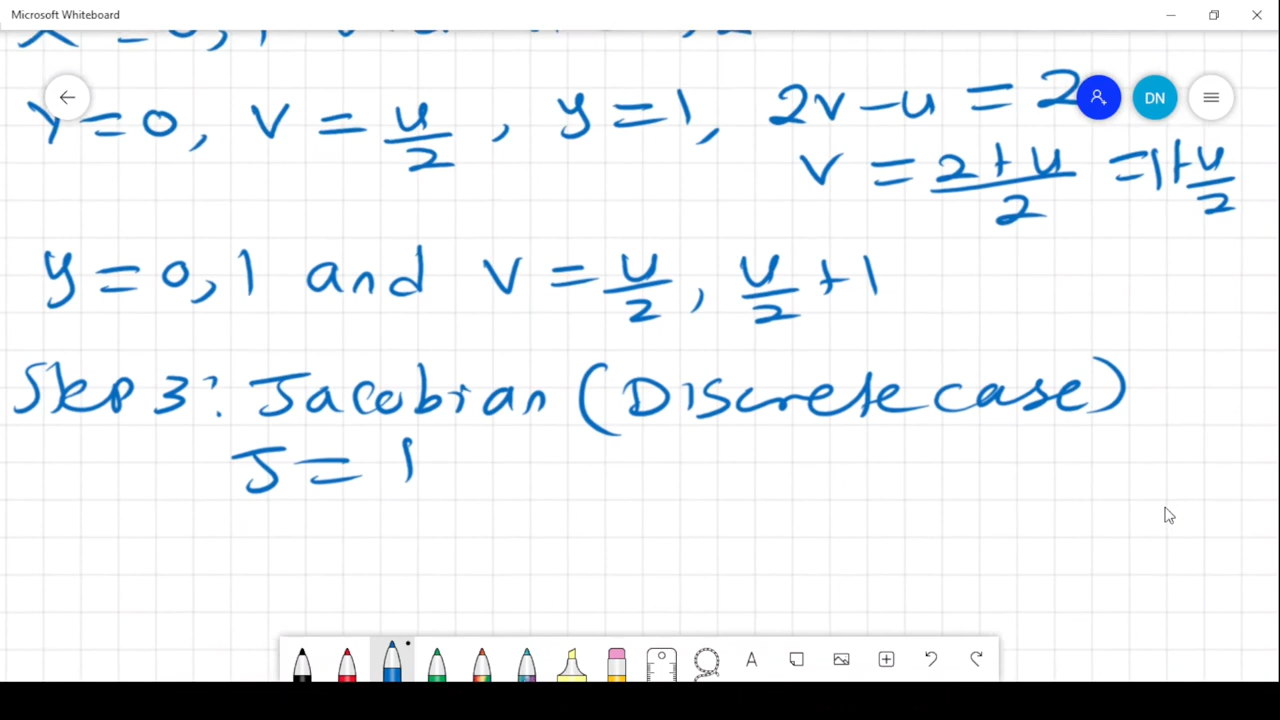 Microsoft Whiteboard
Y = 0, v = u/2, y = 1, 2v - u = 2
DN
v = (2 + u)/2 = 1 + u/2
y = 0, 1 and v = u/2, u/2 + 1
Step 3: Jacobian (Discrete case)
J = 1
A